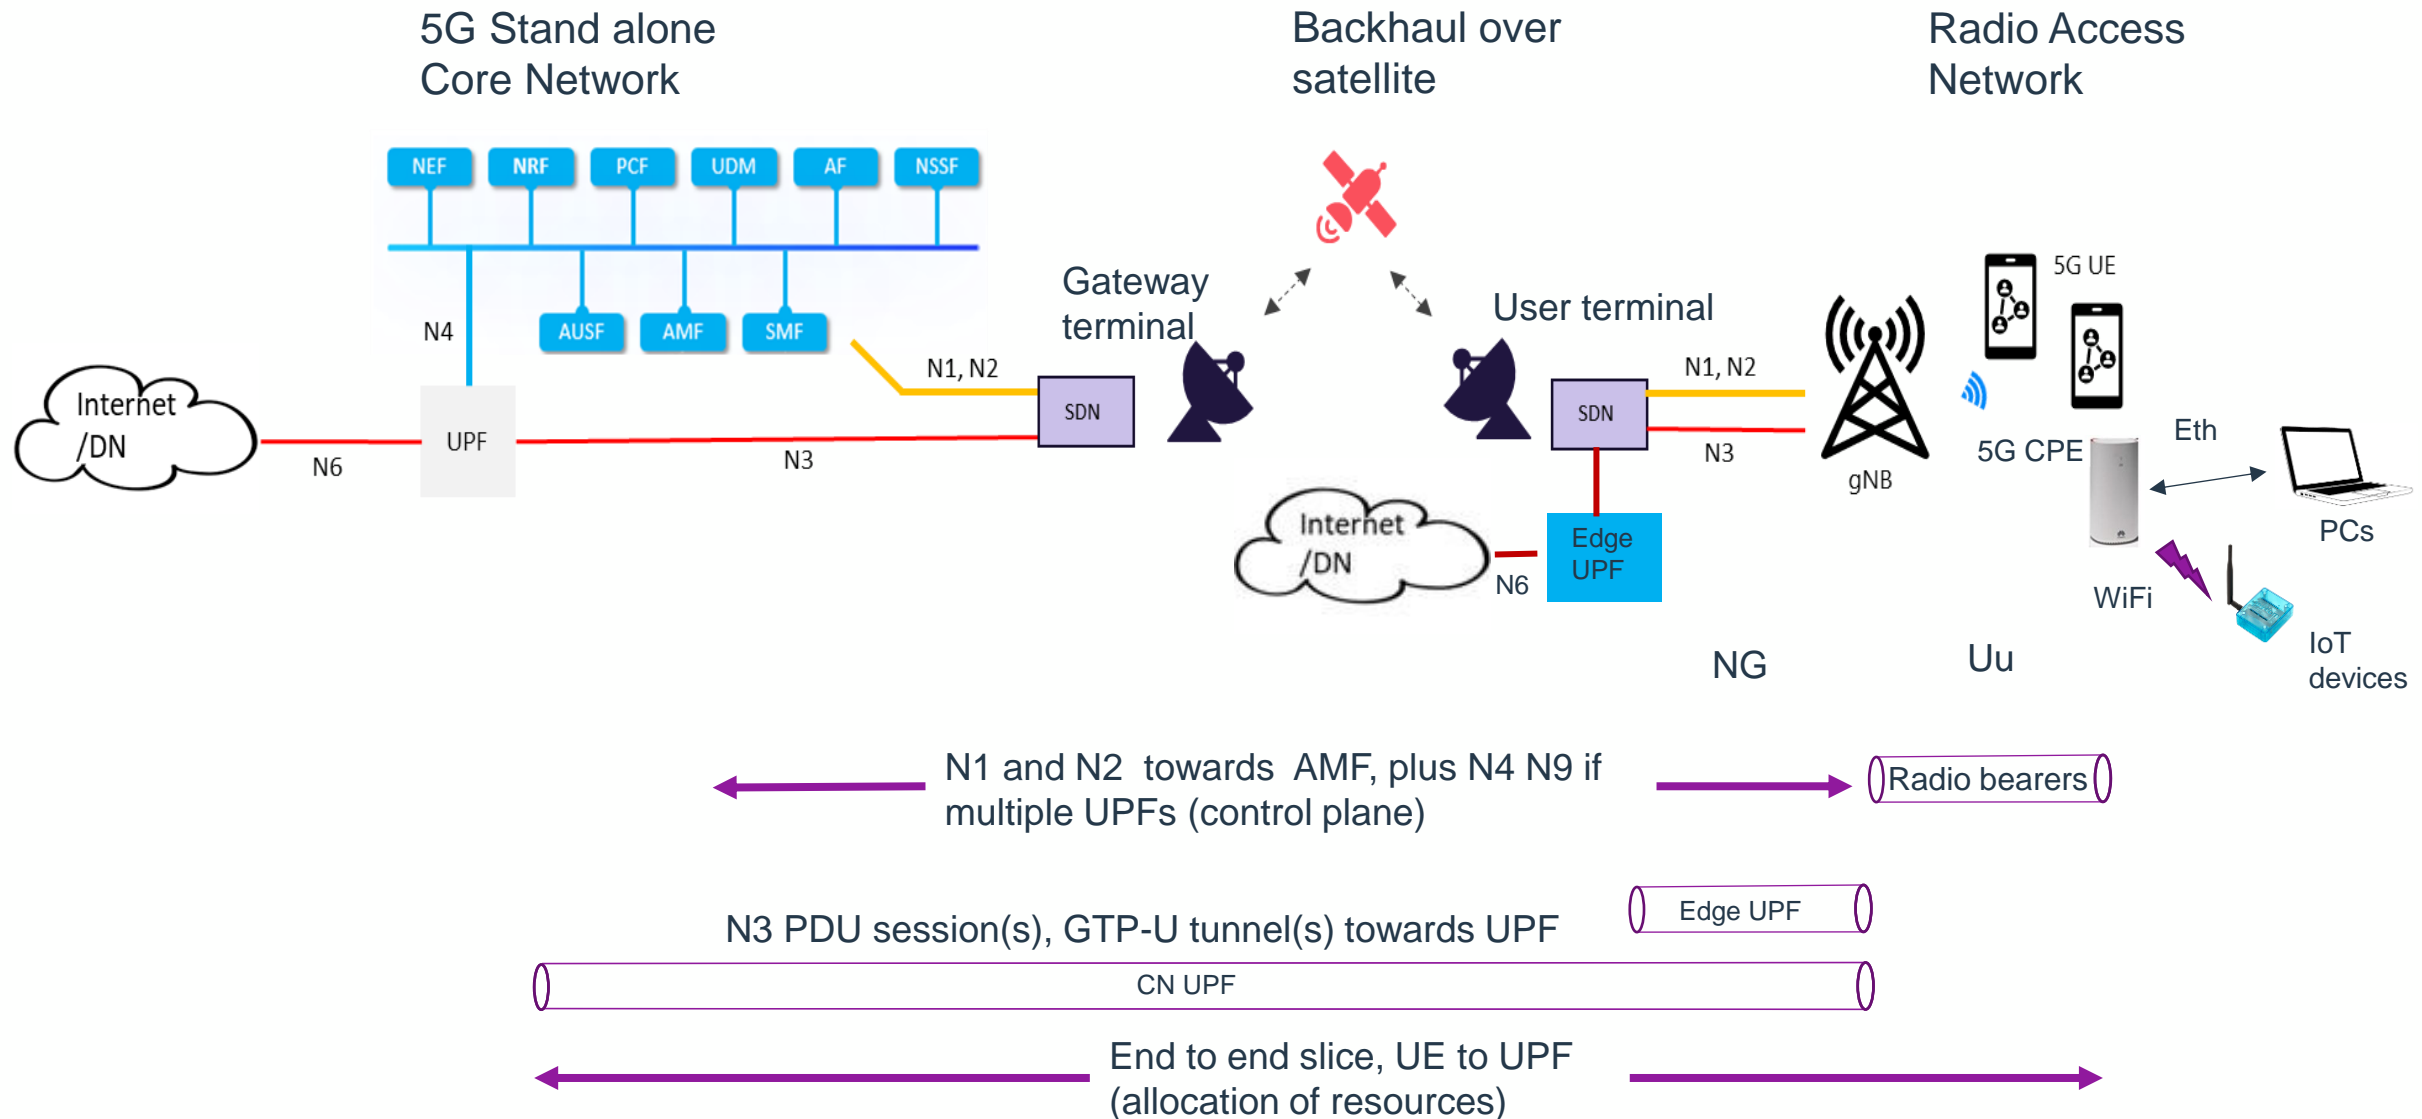 5G Stand alone
Core Network
Backhaul over
satellite
Radio Access
Network
NEF
NRF
PCF
UDM
AF
NSSF
AUSF
AMF
SMF
N4
N1, N2
Gateway
terminal
User terminal
N1, N2
5G UE
Internet
/DN
N6
UPF
N3
SDN
SDN
N3
gNB
5G CPE
Eth
PCs
Internet
/DN
N6
Edge
UPF
WiFi
IoT
devices
NG
Uu
N1 and N2 towards AMF, plus N4 N9 if
multiple UPFs (control plane)
Radio bearers
N3 PDU session(s), GTP-U tunnel(s) towards UPF
Edge UPF
CN UPF
End to end slice, UE to UPF
(allocation of resources)